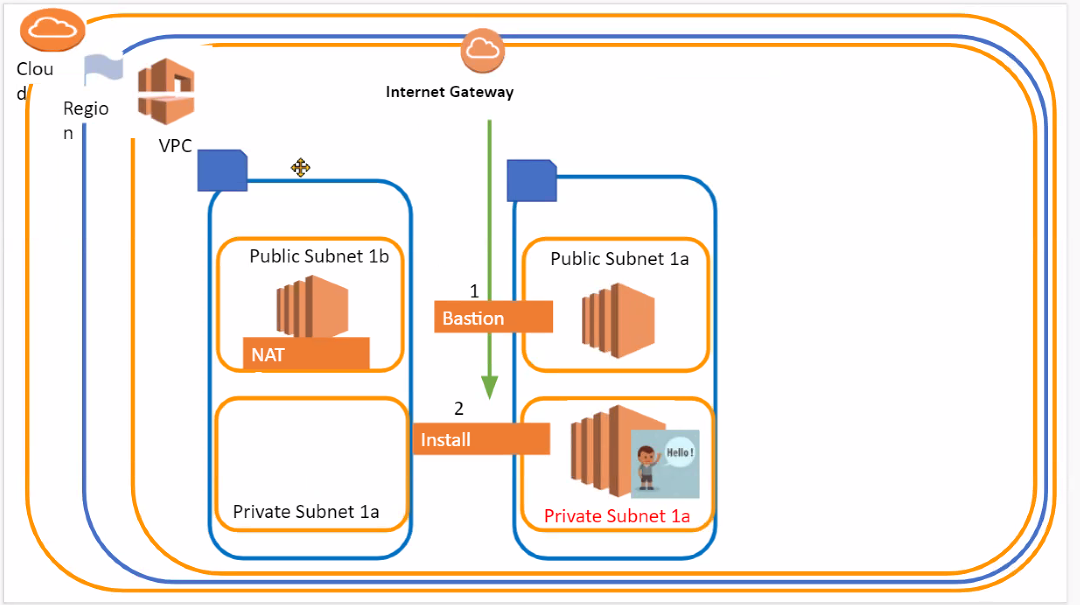 Clou
d
Regio
n
VPC
Internet Gateway
Public Subnet 1b
NAT
Public Subnet 1a
1
Bastion
2
Install
Hello !
Private Subnet 1a
Private Subnet 1a